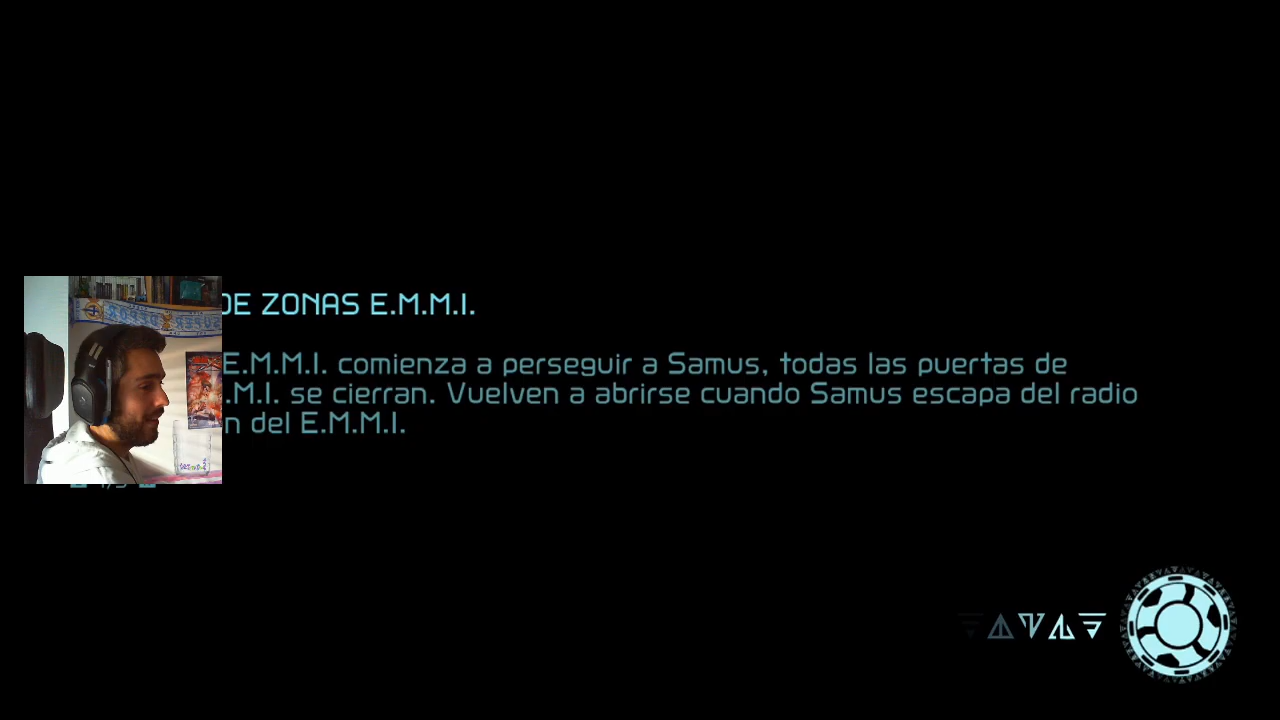 DE ZONAS E.M.M.I.
E.M.M.I. comienza a perseguir a Samus, todas las puertas de
.M.I. se cierran. Vuelven a abrirse cuando Samus escapa del radio
n del E.M.M.I.